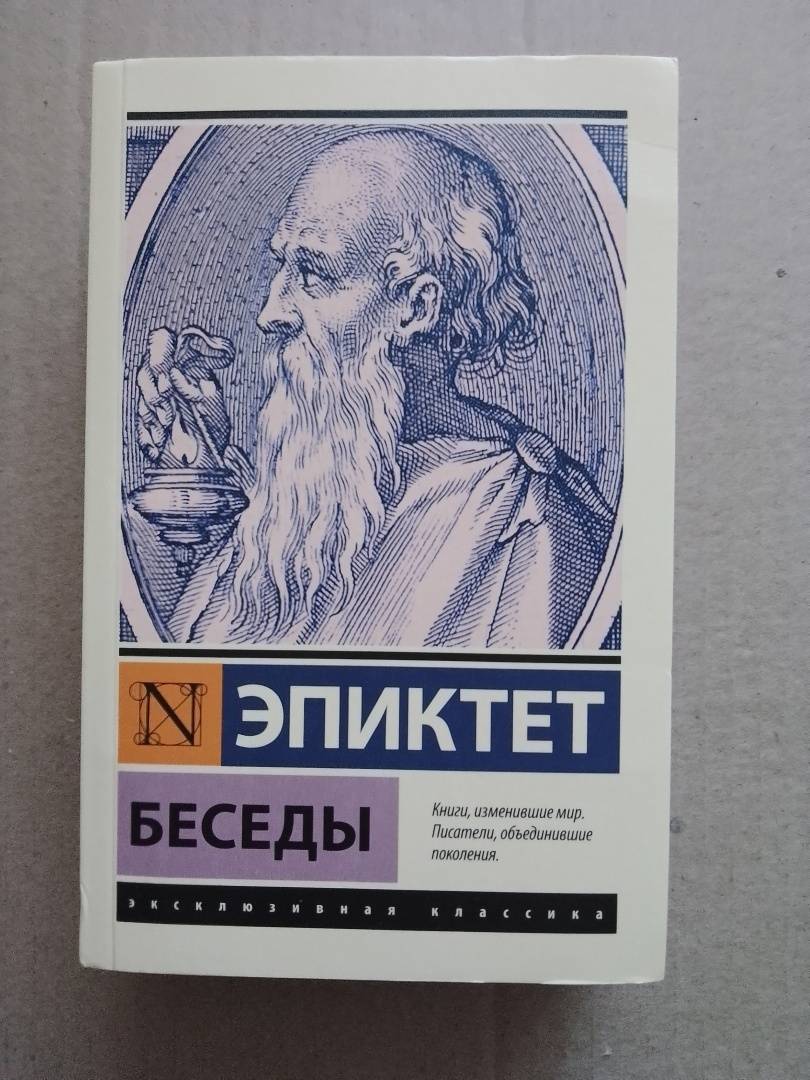 N
ЭПИКТЕТ
БЕСЕДЫ
Книги, изменившие мир.
Писатели, объединившие
поколения.
эксклюзивная классика